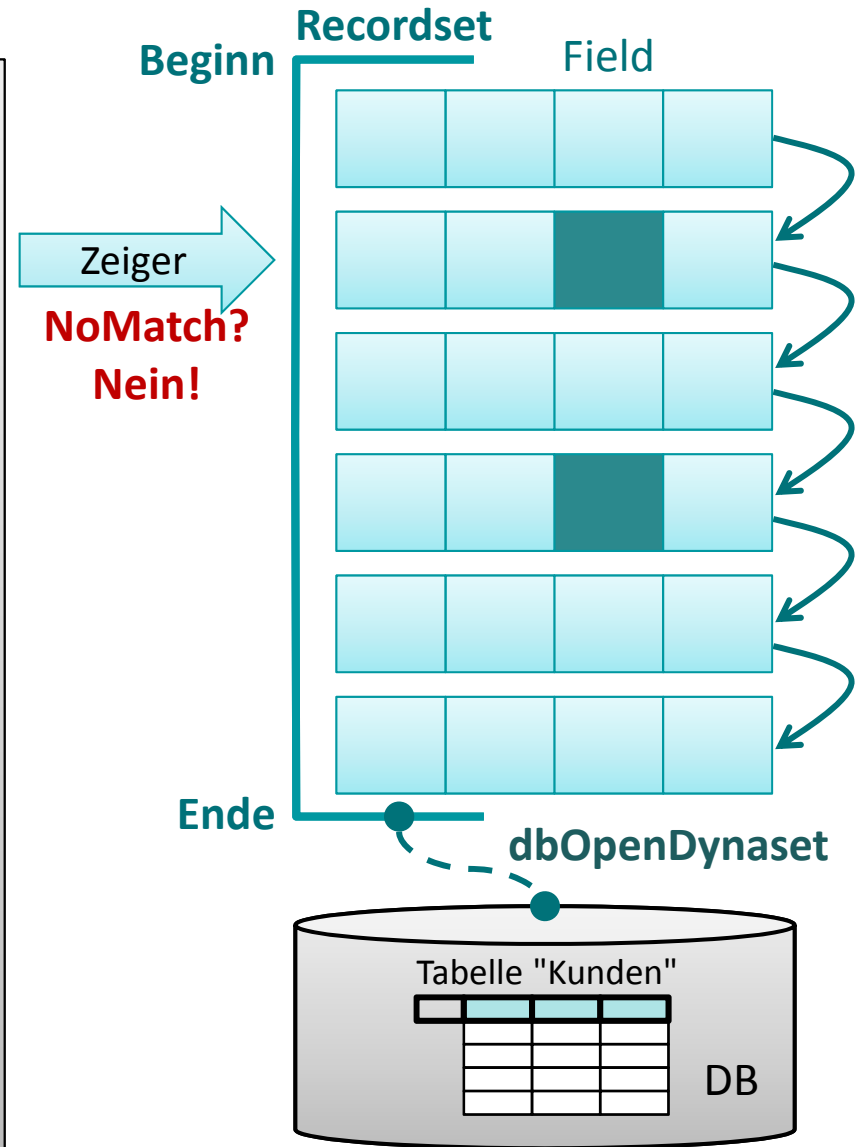 Recordset
Beginn
Field
Zeiger
NoMatch?
Nein!
Ende
dbOpenDynaset
Tabelle "Kunden"
DB